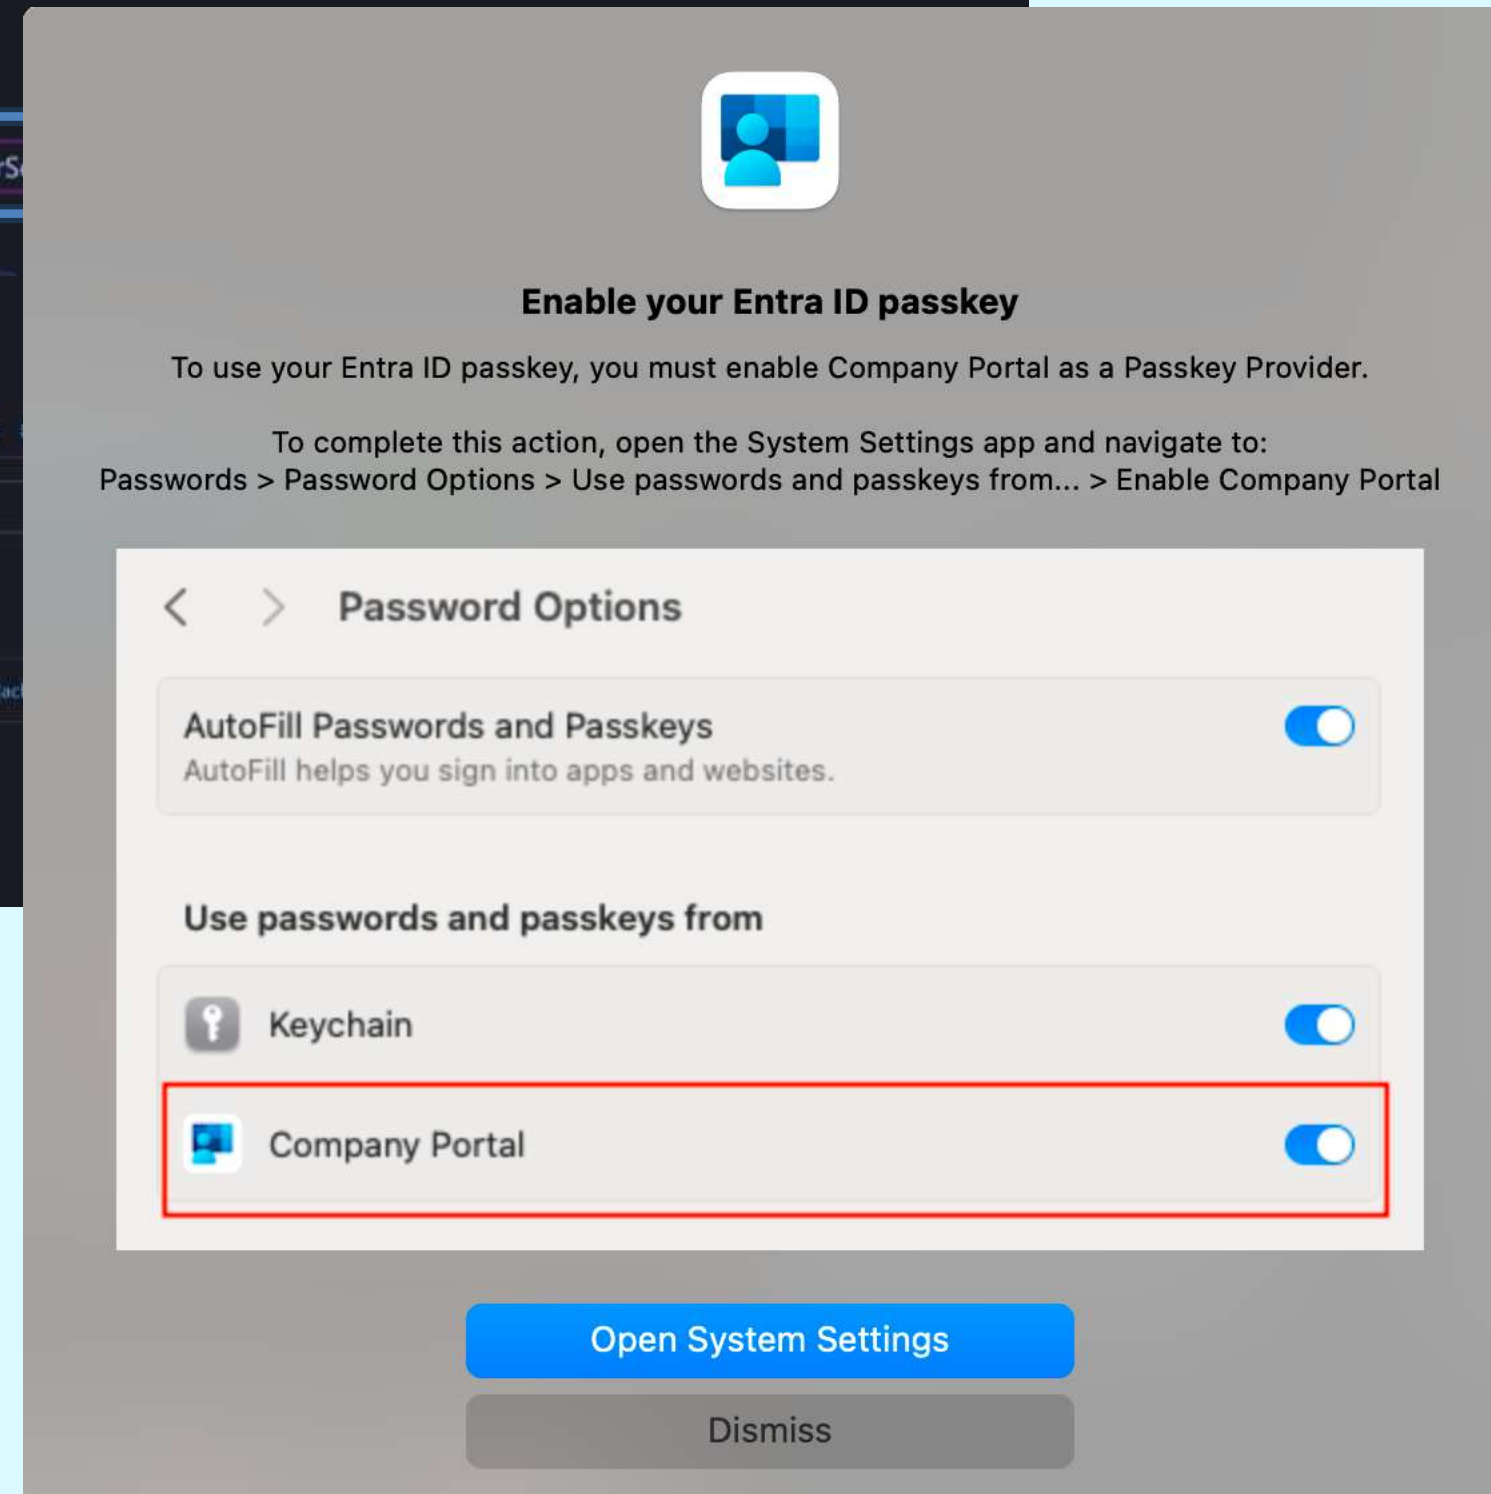 Enable your Entra ID passkey
To use your Entra ID passkey, you must enable Company Portal as a Passkey Provider.
To complete this action, open the System Settings app and navigate to:
Passwords > Password Options > Use passwords and passkeys from... > Enable Company Portal
Password Options
AutoFill Passwords and Passkeys
AutoFill helps you sign into apps and websites.
Use passwords and passkeys from
Keychain
Company Portal
Open System Settings
Dismiss